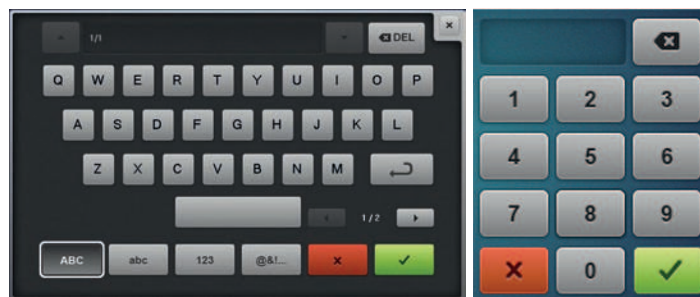 1/1 DEL
Q W E R T Y U I O P
A S D F G H J K L
Z X C V B N M
1/2
ABC abc 123 @&!...
1 2 3
4 5 6
7 8 9
0